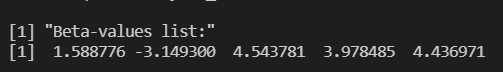 [1] "Beta-values list:"
[1]  1.588776 -3.149300  4.543781  3.978485  4.436971